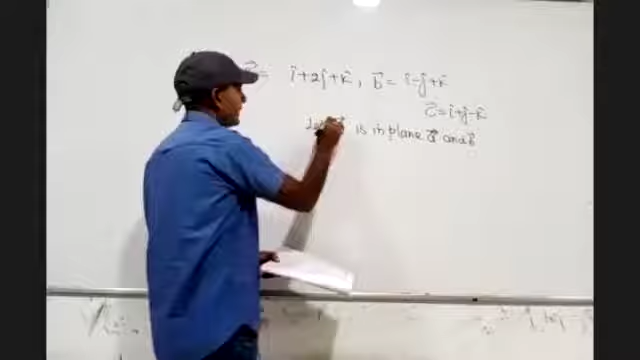 = î+2ĵ+k̂, b⃗ = î-ĵ+k̂
c⃗=î+ĵ-k̂
is in plane a⃗ and b⃗